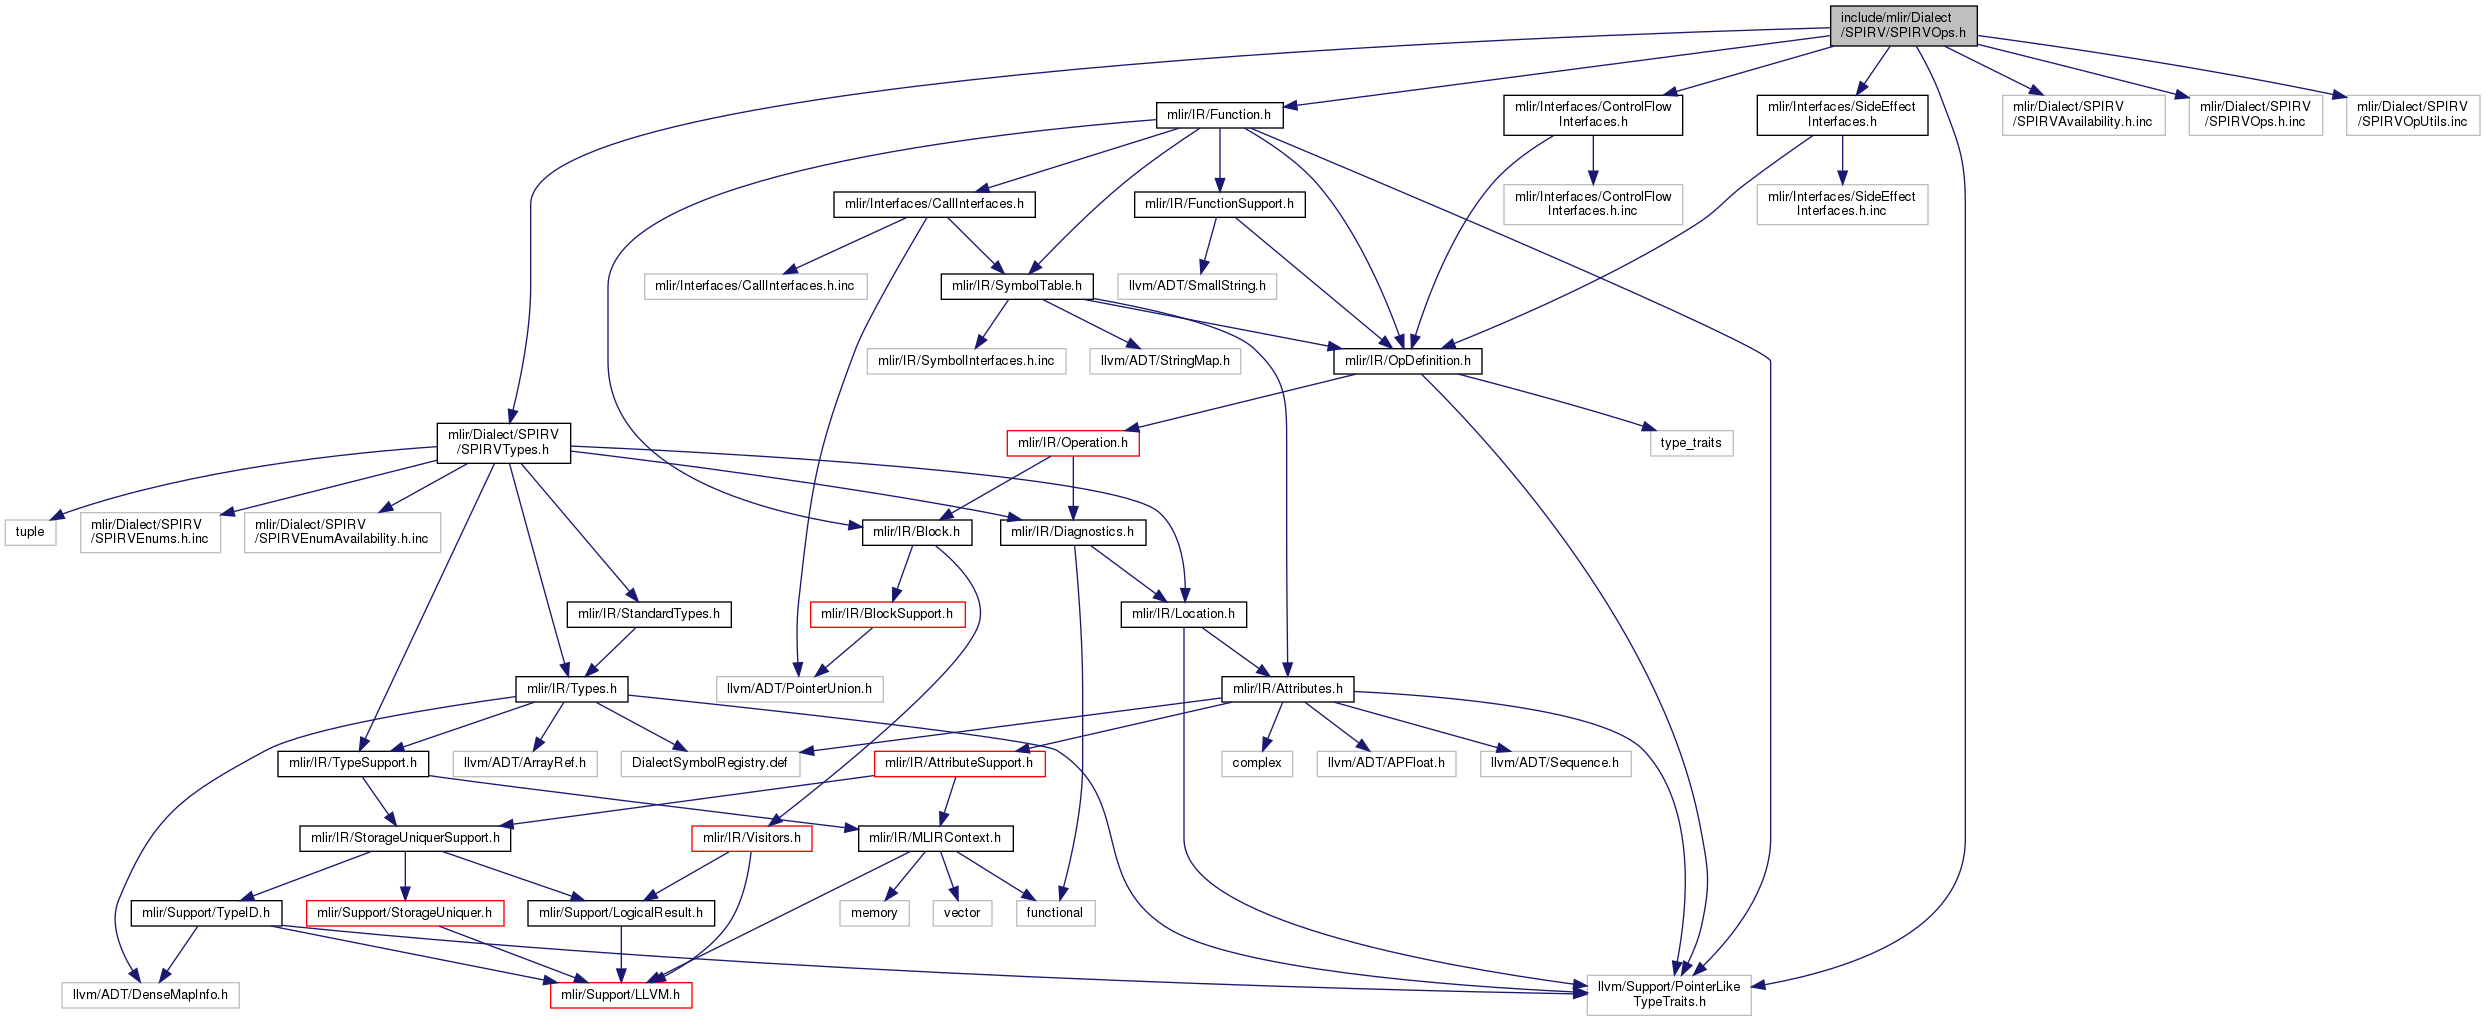 include/mlir/Dialect
/SPIRV/SPIRVOps.h
mlir/IR/Function.h
mlir/Interfaces/ControlFlow
Interfaces.h
mlir/Interfaces/SideEffect
Interfaces.h
mlir/Dialect/SPIRV
/SPIRVAvailability.h.inc
mlir/Dialect/SPIRV
/SPIRVOps.h.inc
mlir/Dialect/SPIRV
/SPIRVOpUtils.inc
mlir/Interfaces/CallInterfaces.h
mlir/IR/FunctionSupport.h
mlir/Interfaces/ControlFlow
Interfaces.h.inc
mlir/Interfaces/SideEffect
Interfaces.h.inc
mlir/Interfaces/CallInterfaces.h.inc
mlir/IR/SymbolTable.h
llvm/ADT/SmallString.h
mlir/IR/SymbolInterfaces.h.inc
llvm/ADT/StringMap.h
mlir/IR/OpDefinition.h
mlir/Dialect/SPIRV
/SPIRVTypes.h
mlir/IR/Operation.h
type_traits
tuple
mlir/Dialect/SPIRV
/SPIRVEnums.h.inc
mlir/Dialect/SPIRV
/SPIRVEnumAvailability.h.inc
mlir/IR/Block.h
mlir/IR/Diagnostics.h
mlir/IR/StandardTypes.h
mlir/IR/BlockSupport.h
mlir/IR/Location.h
mlir/IR/Types.h
llvm/ADT/PointerUnion.h
mlir/IR/Attributes.h
mlir/IR/TypeSupport.h
llvm/ADT/ArrayRef.h
DialectSymbolRegistry.def
mlir/IR/AttributeSupport.h
complex
llvm/ADT/APFloat.h
llvm/ADT/Sequence.h
mlir/IR/StorageUniquerSupport.h
mlir/IR/Visitors.h
mlir/IR/MLIRContext.h
mlir/Support/TypeID.h
mlir/Support/StorageUniquer.h
mlir/Support/LogicalResult.h
memory
vector
functional
llvm/ADT/DenseMapInfo.h
mlir/Support/LLVM.h
llvm/Support/PointerLike
TypeTraits.h